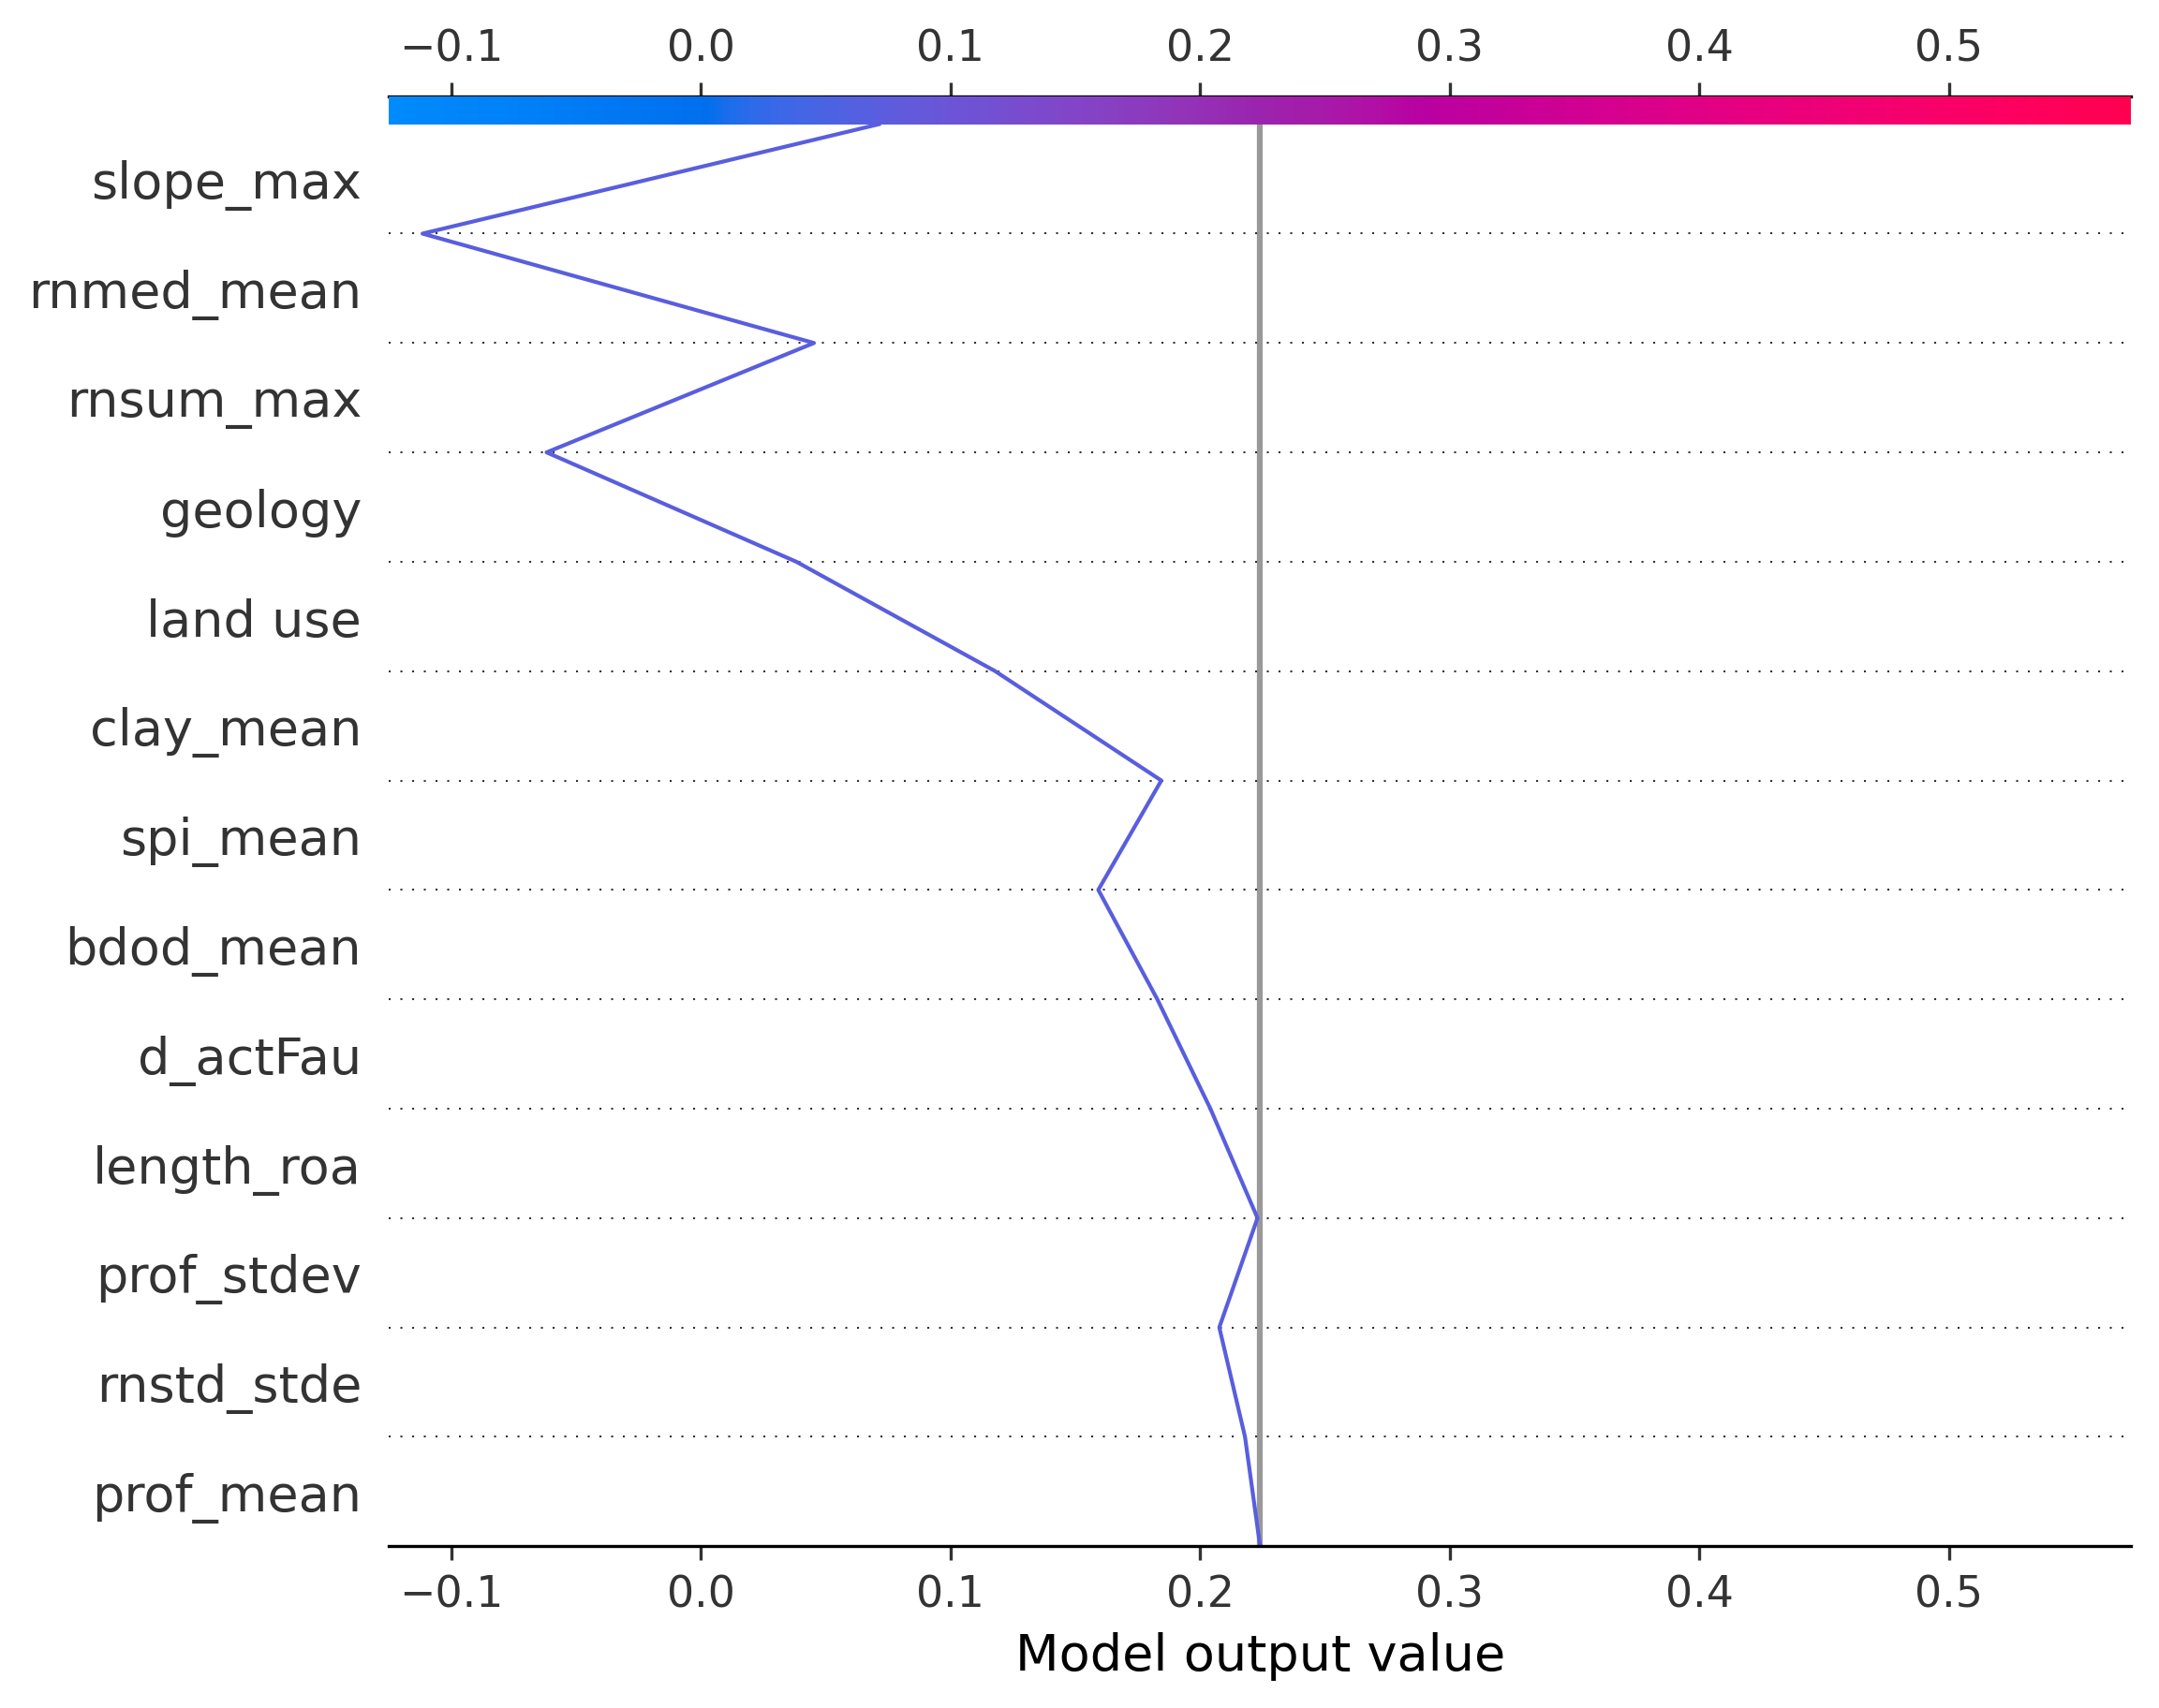 −0.1 0.0 0.1 0.2 0.3 0.4 0.5
slope_max
rnmed_mean
rnsum_max
geology
land use
clay_mean
spi_mean
bdod_mean
d_actFau
length_roa
prof_stdev
rnstd_stde
prof_mean
−0.1 0.0 0.1 0.2 0.3 0.4 0.5
Model output value